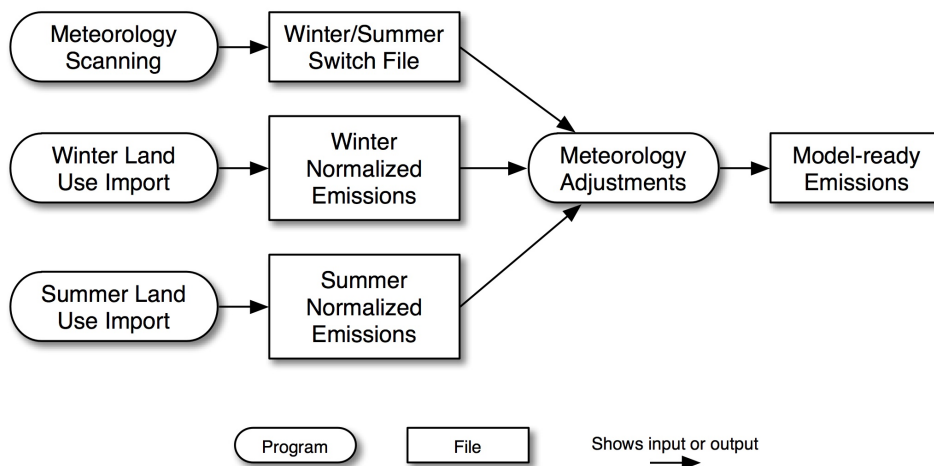 Meteorology
Scanning
Winter/Summer
Switch File
Winter Land
Use Import
Winter
Normalized
Emissions
Meteorology
Adjustments
Model-ready
Emissions
Summer Land
Use Import
Summer
Normalized
Emissions
Program
File
Shows input or output